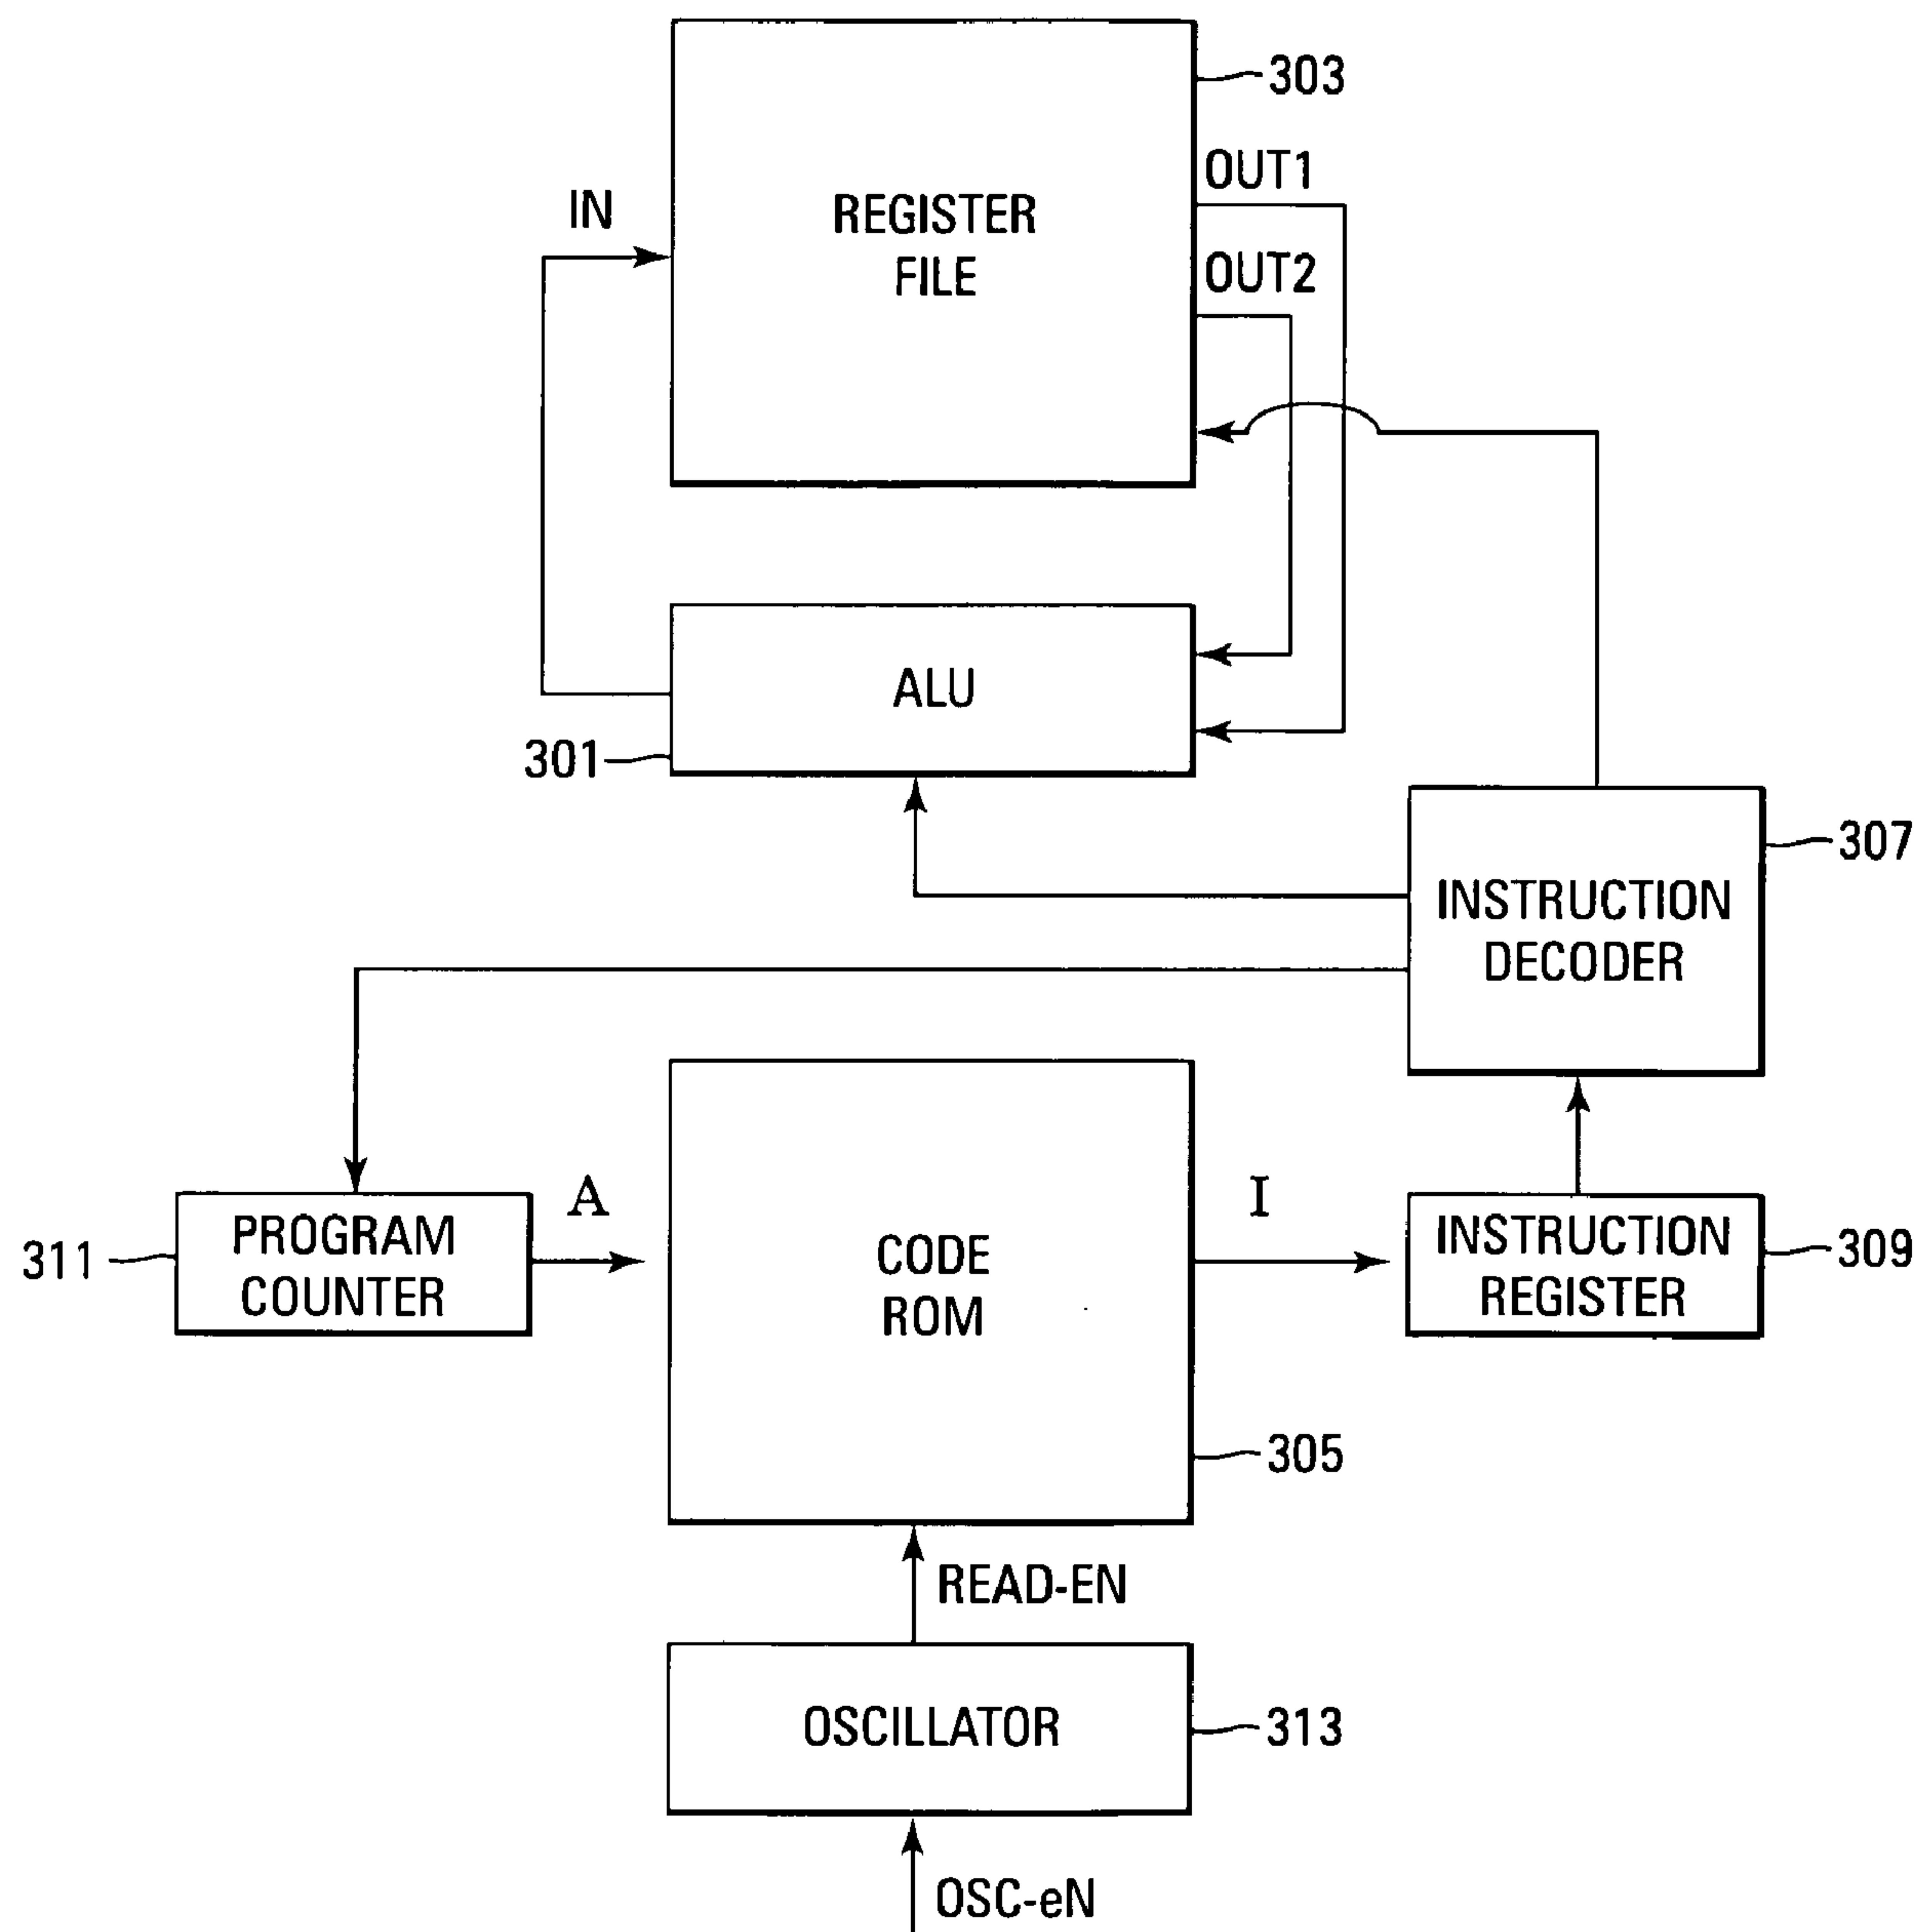 303
OUT1
IN
REGISTER
FILE
OUT2
ALU
301
307
INSTRUCTION
DECODER
A
I
311
PROGRAM
COUNTER
CODE
ROM
INSTRUCTION
REGISTER
309
305
READ-EN
OSCILLATOR
313
OSC-eN